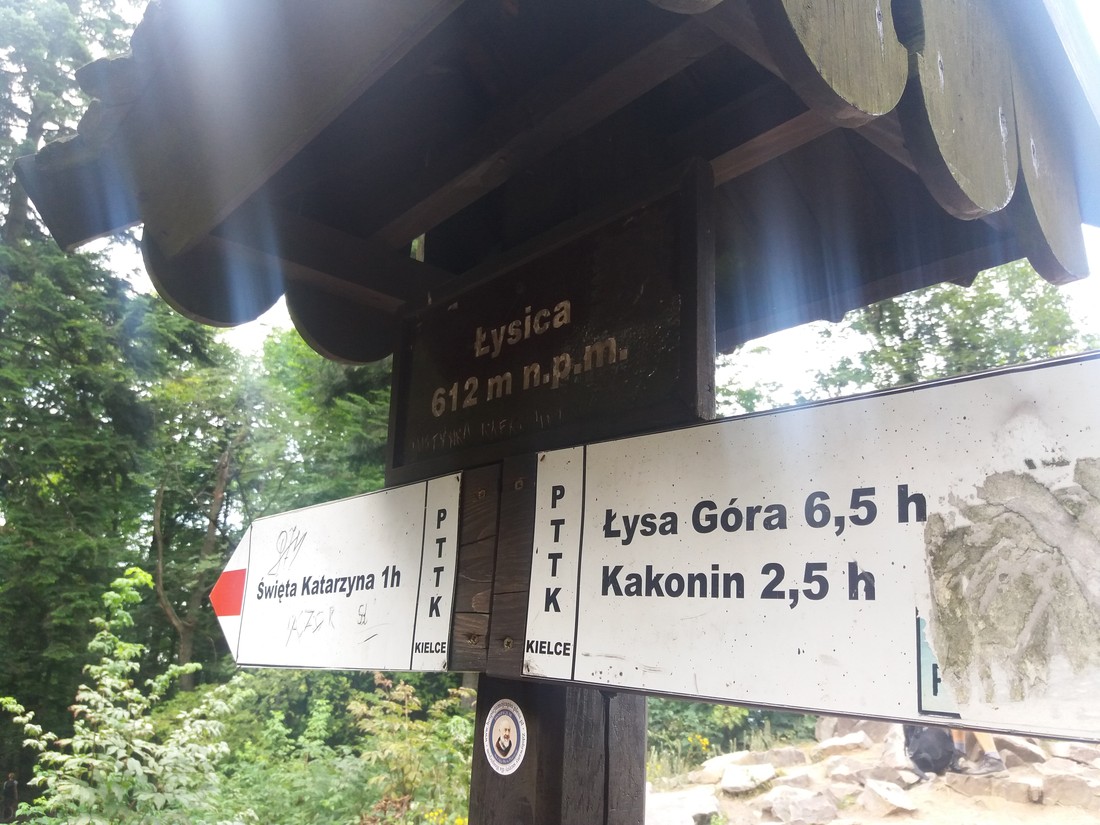 Łysica
612 m n.p.m.
Święta Katarzyna 1h
PTTK
KIELCE
PTTK
KIELCE
Łysa Góra 6,5 h
Kakonin 2,5 h